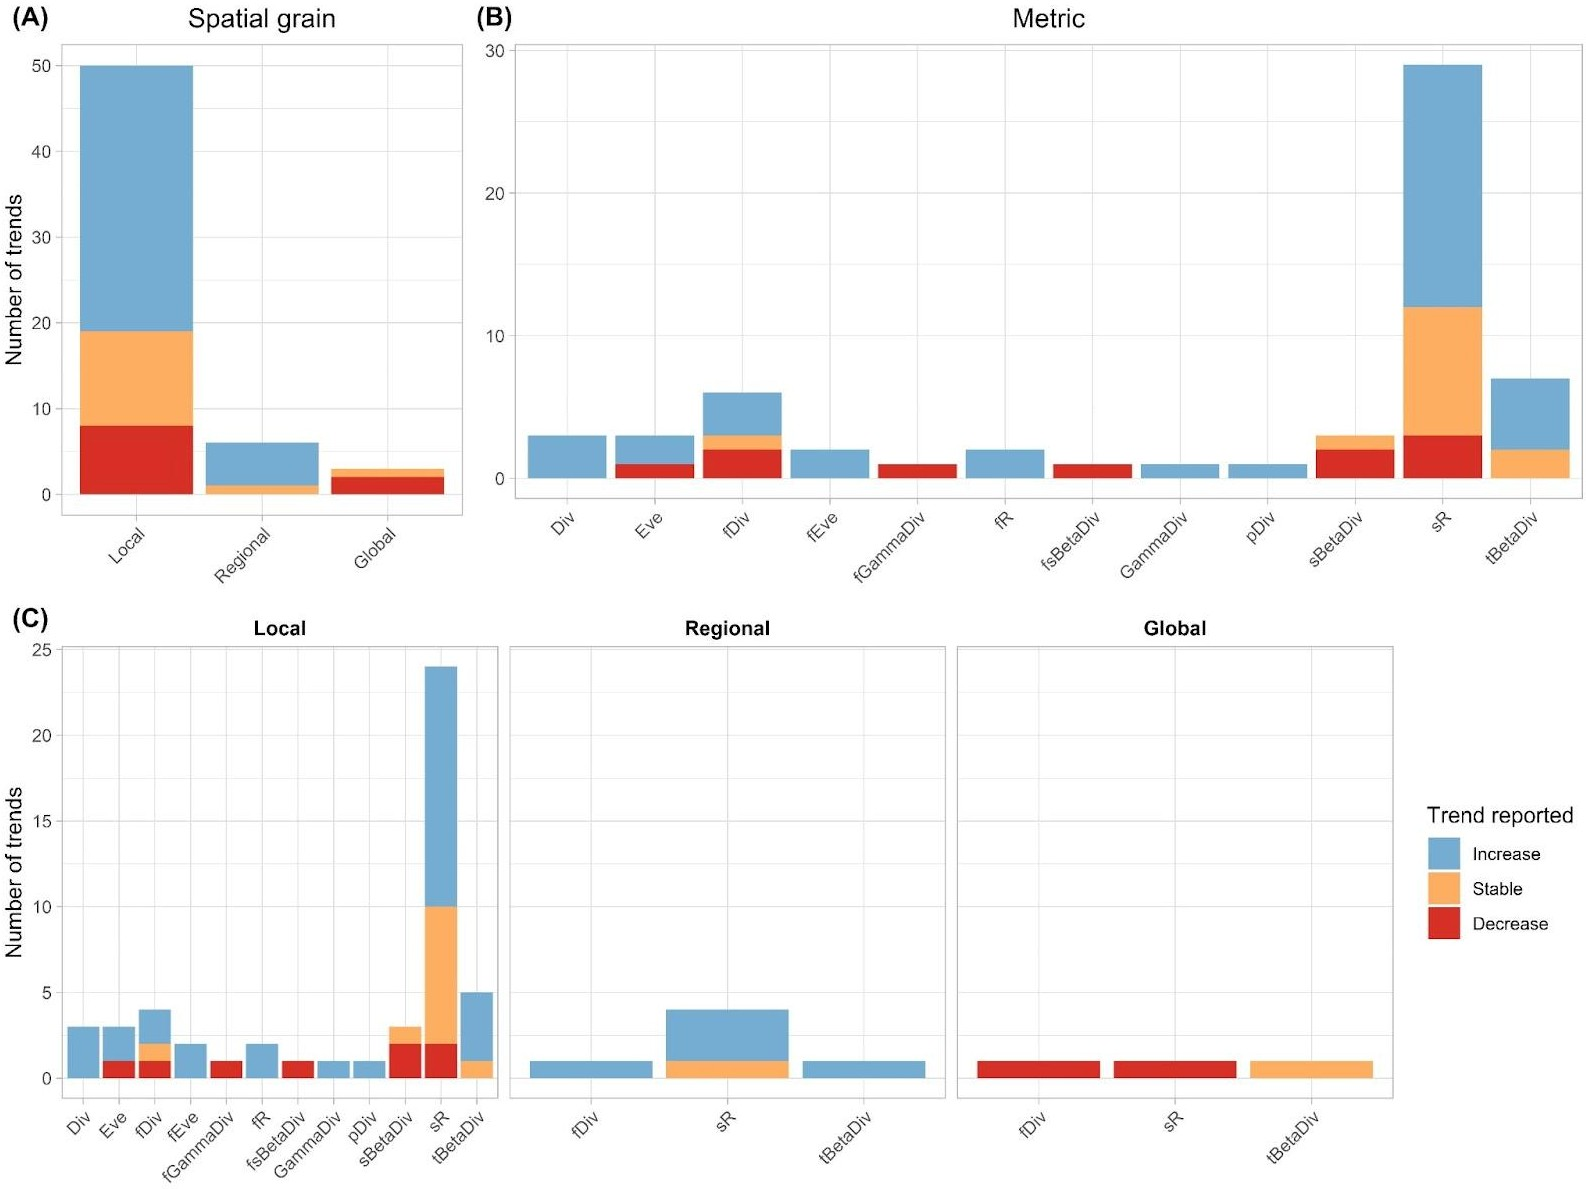 (A)
Spatial grain
Number of trends
50
40
30
20
10
0
Local
Regional
Global
(B)
Metric
30
20
10
0
Div
Eve
fDiv
fEve
fGammaDiv
fR
fsBetaDiv
GammaDiv
pDiv
sBetaDiv
sR
tBetaDiv
(C)
Number of trends
Local
25
20
15
10
5
0
Div
Eve
fDiv
fEve
fGammaDiv
fR
fsBetaDiv
GammaDiv
pDiv
sBetaDiv
sR
tBetaDiv
Regional
fDiv
sR
tBetaDiv
Global
fDiv
sR
tBetaDiv
Trend reported
Increase
Stable
Decrease